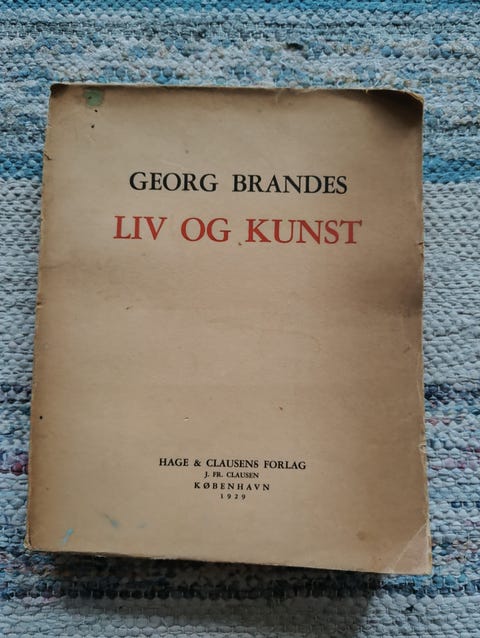 GEORG BRANDES
LIV OG KUNST
HAGE & CLAUSENS FORLAG
J. FR. CLAUSEN
KØBENHAVN
1929